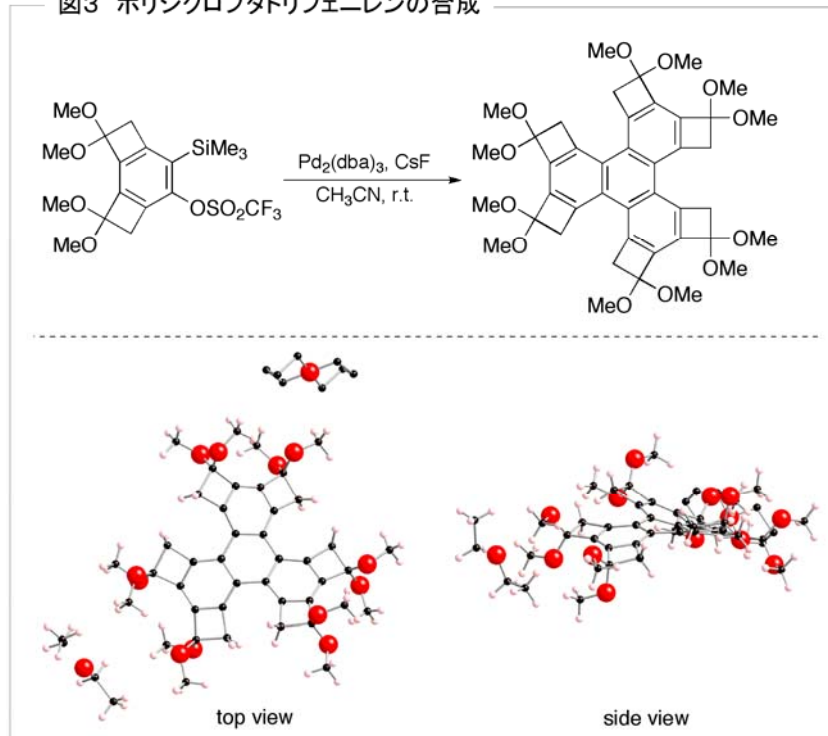 図3 ポリシクロブタトリフェニレンの合成
MeO
MeO
MeO
MeO
SiMe3
OSO2CF3
Pd2(dba)3, CsF
CH3CN, r.t.
MeO
OMe
OMe
OMe
MeO
MeO
MeO
MeO
OMe
OMe
MeO
OMe
top view
side view